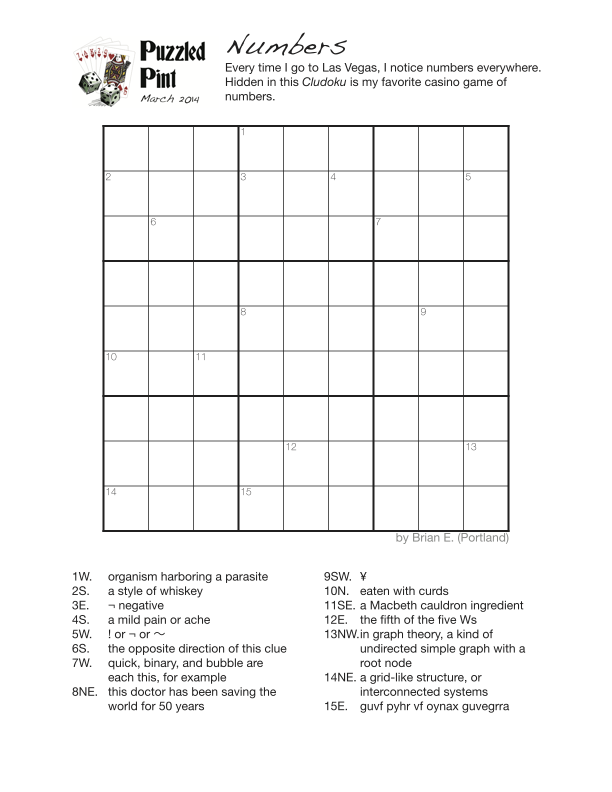 Puzzled
Pint
March 2014
Numbers
Every time I go to Las Vegas, I notice numbers everywhere.
Hidden in this Cludoku is my favorite casino game of
numbers.
1
2 3 4 5
6 7
8 9
10 11
12 13
14 15
by Brian E. (Portland)
1W. organism harboring a parasite
2S. a style of whiskey
3E. ¬ negative
4S. a mild pain or ache
5W. ! or ¬ or ～
6S. the opposite direction of this clue
7W. quick, binary, and bubble are
each this, for example
8NE. this doctor has been saving the
world for 50 years
9SW. ¥
10N. eaten with curds
11SE. a Macbeth cauldron ingredient
12E. the fifth of the five Ws
13NW.in graph theory, a kind of
undirected simple graph with a
root node
14NE. a grid-like structure, or
interconnected systems
15E. guvf pyhr vf oynax guvegrra